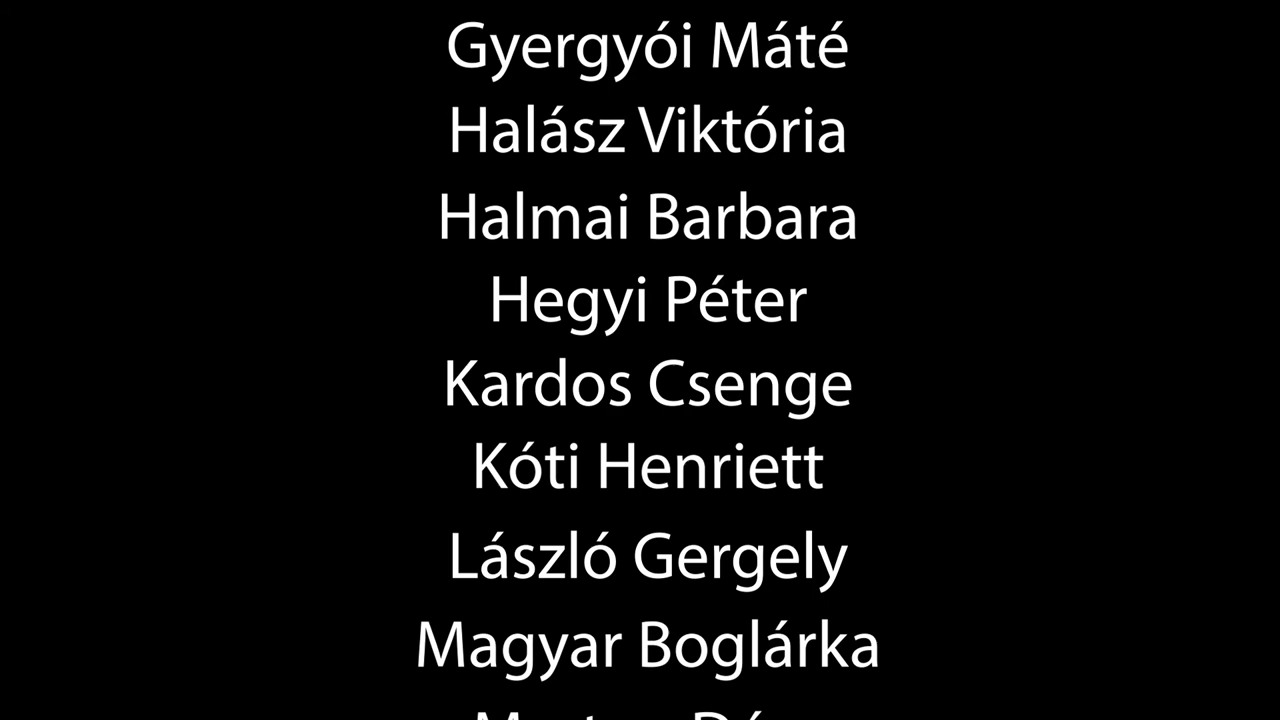 Gyergyói Máté
Halász Viktória
Halmai Barbara
Hegyi Péter
Kardos Csenge
Kóti Henriett
László Gergely
Magyar Boglárka